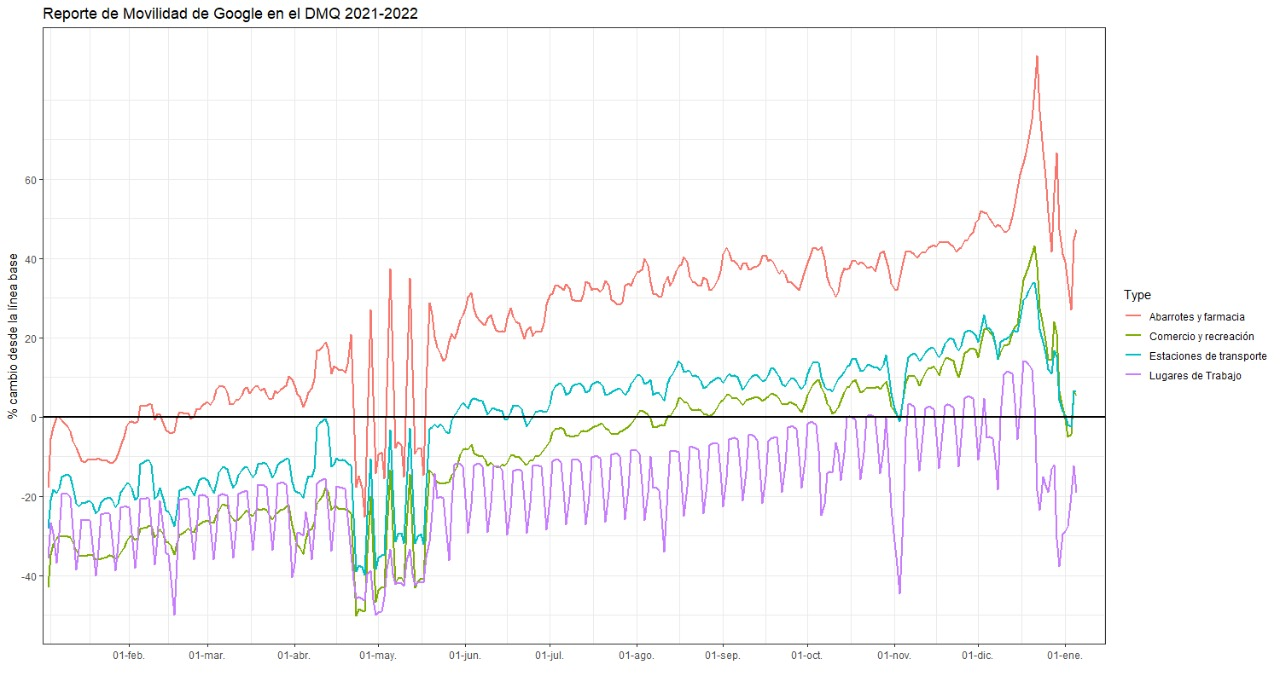 Reporte de Movilidad de Google en el DMQ 2021-2022
% cambio desde la línea base
60
40
20
0
-20
-40
01-feb.
01-mar.
01-abr.
01-may.
01-jun.
01-jul.
01-ago.
01-sep.
01-oct.
01-nov.
01-dic.
01-ene.
Type
Abarrotes y farmacia
Comercio y recreación
Estaciones de transporte
Lugares de Trabajo